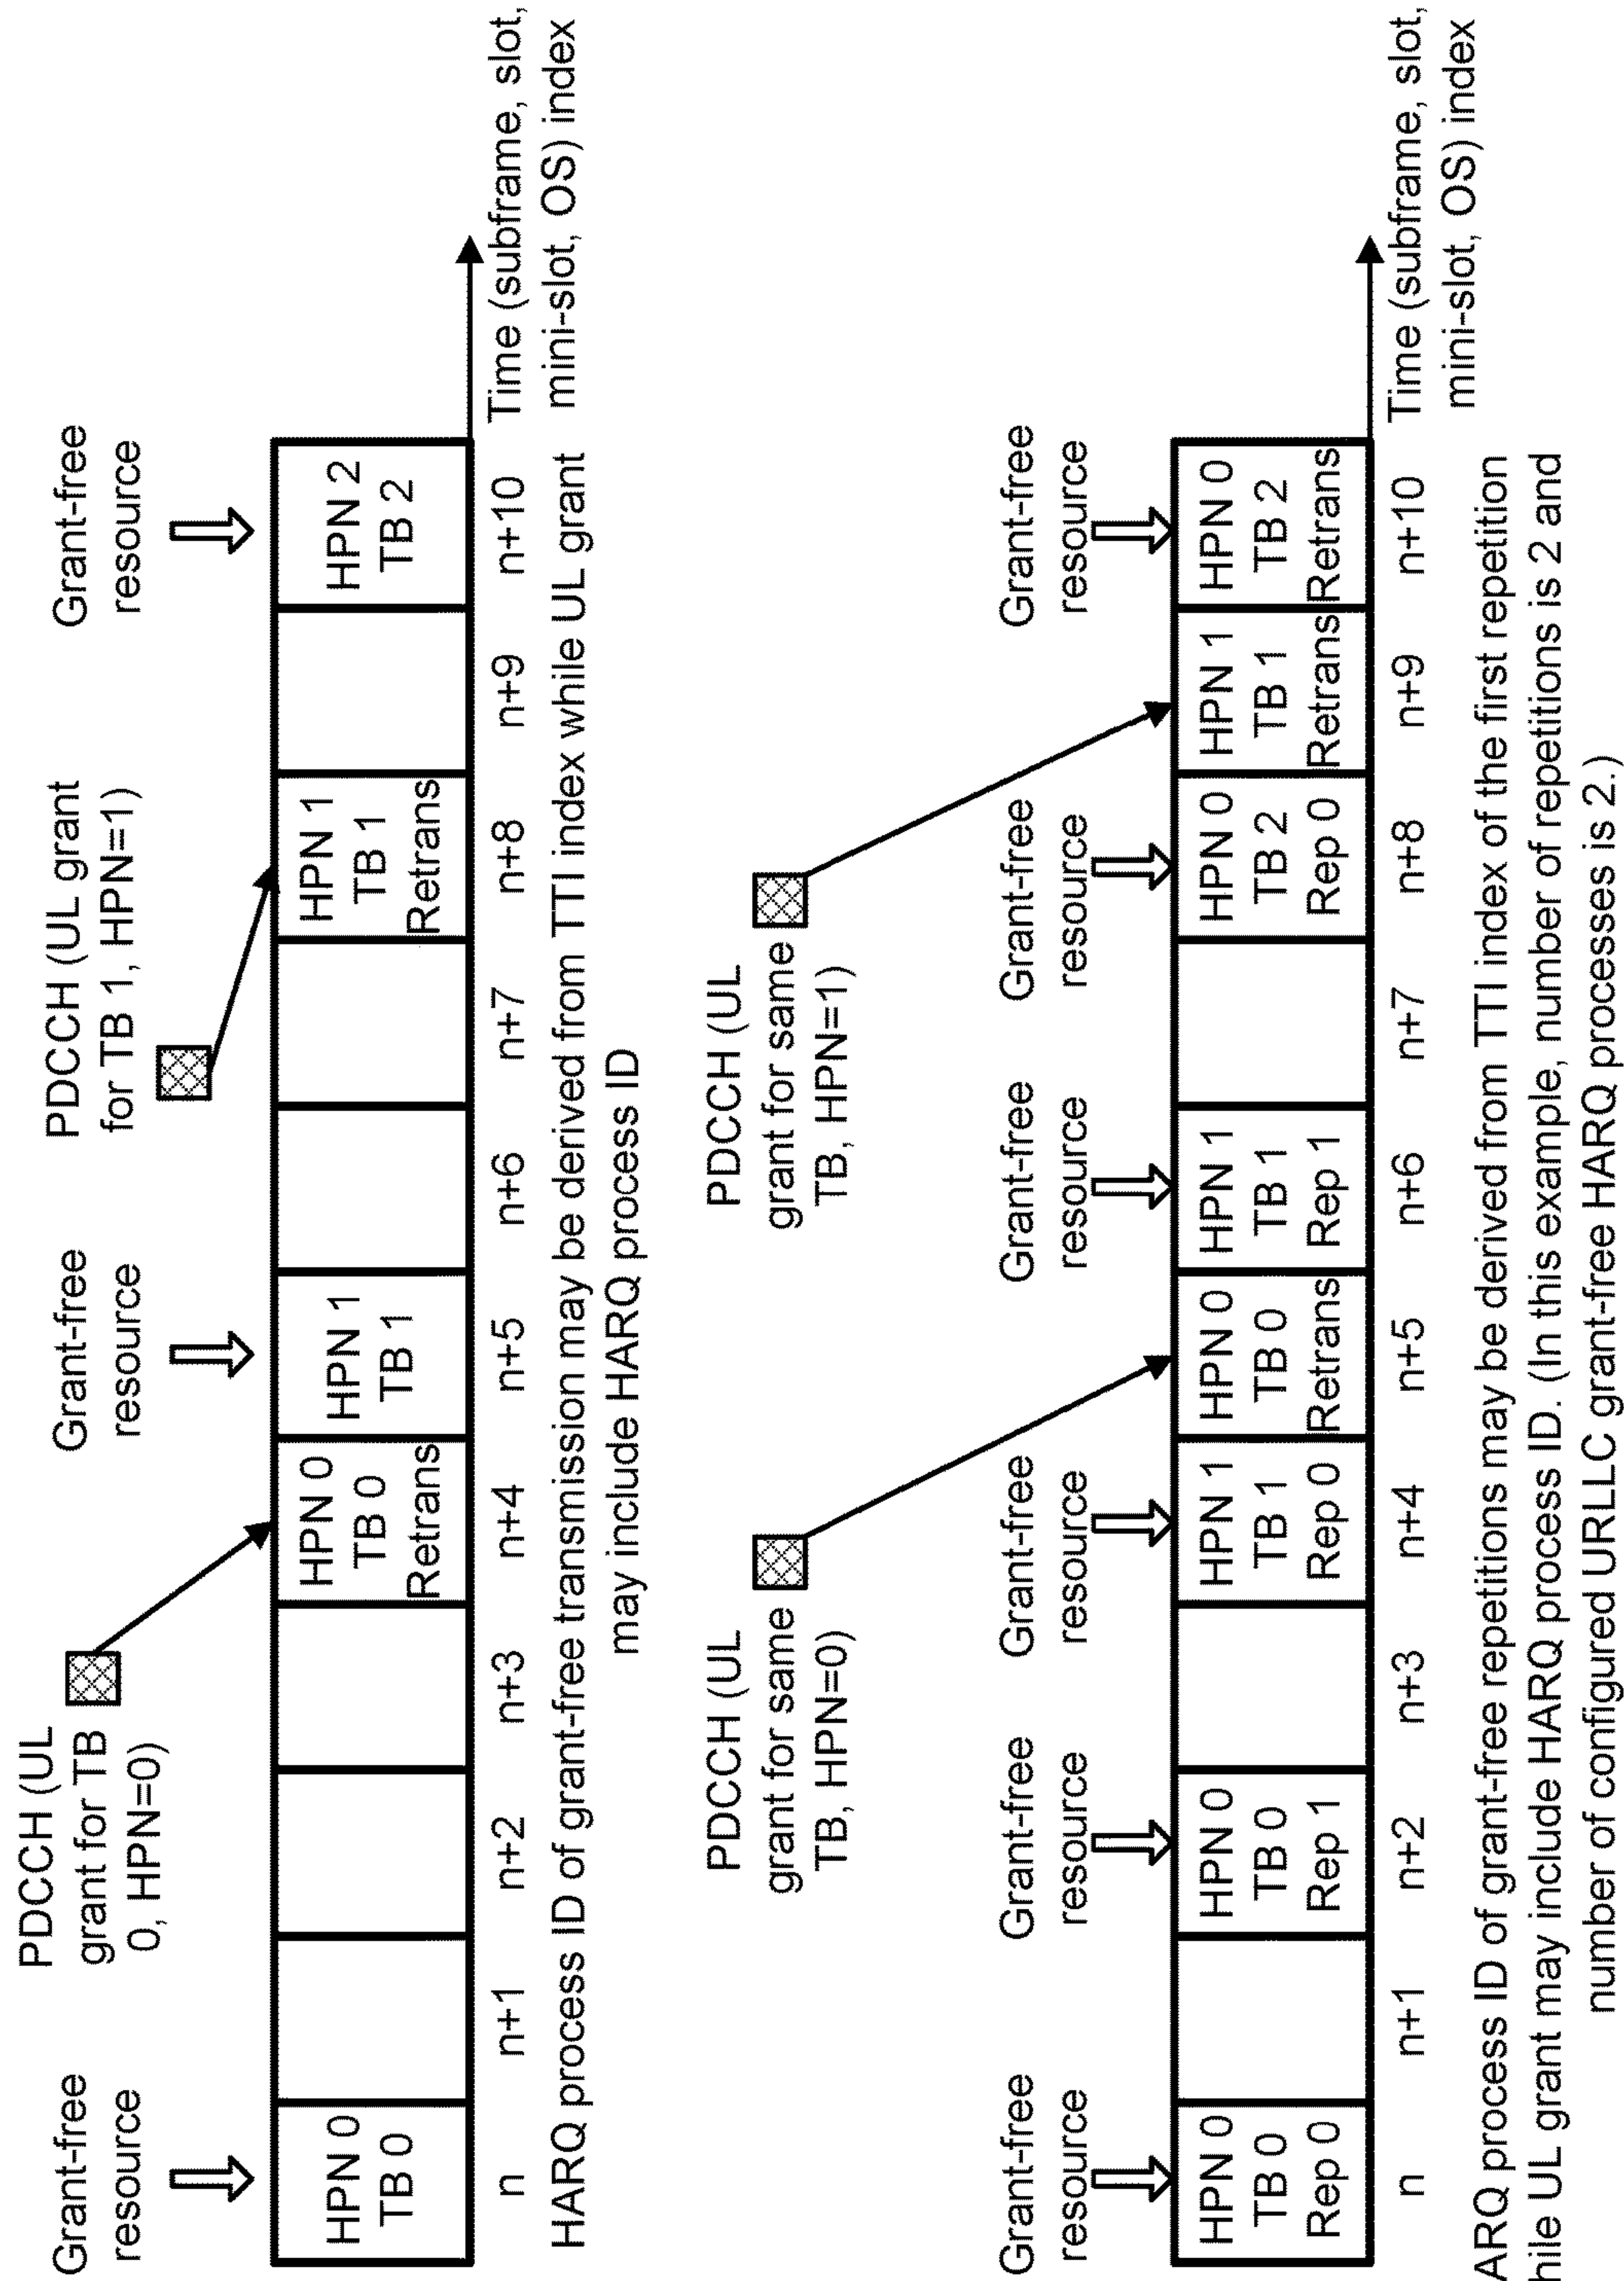 Grant-free
resource
PDCCH (UL
grant for TB
0, HPN=0)
Grant-free
resource
PDCCH (UL grant
for TB 1, HPN=1)
Grant-free
resource
HPN 0
TB 0
HPN 0
TB 0
Retrans
HPN 1
TB 1
HPN 1
TB 1
Retrans
HPN 2
TB 2
n
n+1
n+2
n+3
n+4
n+5
n+6
n+7
n+8
n+9
n+10
Time (subframe, slot,
mini-slot, OS) index
HARQ process ID of grant-free transmission may be derived from TTI index while UL grant
may include HARQ process ID
PDCCH (UL
grant for same
TB, HPN=0)
PDCCH (UL
grant for same
TB, HPN=1)
Grant-free
resource
Grant-free
resource
Grant-free
resource
Grant-free
resource
Grant-free
resource
Grant-free
resource
HPN 0
TB 0
Rep 0
HPN 0
TB 0
Rep 1
HPN 1
TB 1
Rep 0
HPN 0
TB 0
Retrans
HPN 1
TB 1
Rep 1
HPN 0
TB 2
Rep 0
HPN 1
TB 1
Retrans
HPN 0
TB 2
Retrans
n
n+1
n+2
n+3
n+4
n+5
n+6
n+7
n+8
n+9
n+10
Time (subframe, slot,
mini-slot, OS) index
ARQ process ID of grant-free repetitions may be derived from TTI index of the first repetition
hile UL grant may include HARQ process ID. (In this example, number of repetitions is 2 and
number of configured URLLC grant-free HARQ processes is 2.)